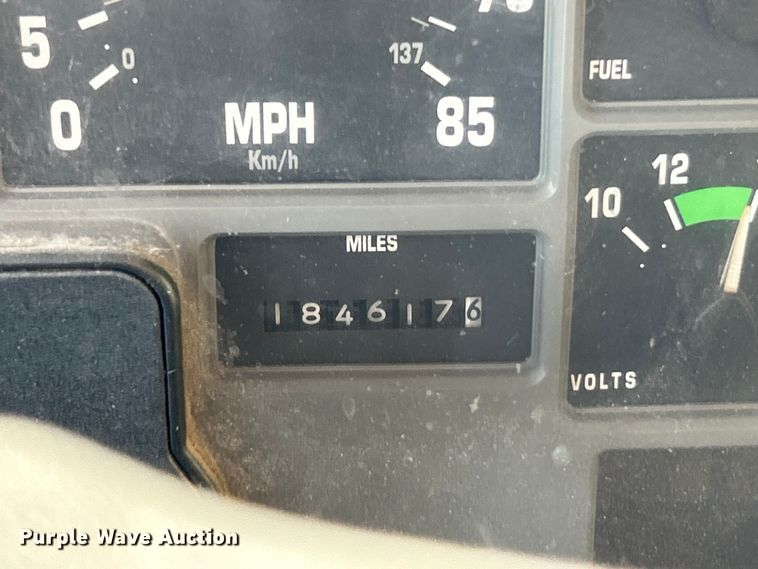 5
0
0
137
MPH
85
Km/h
FUEL
10
12
MILES
1846176
VOLTS
Purple Wave Auction